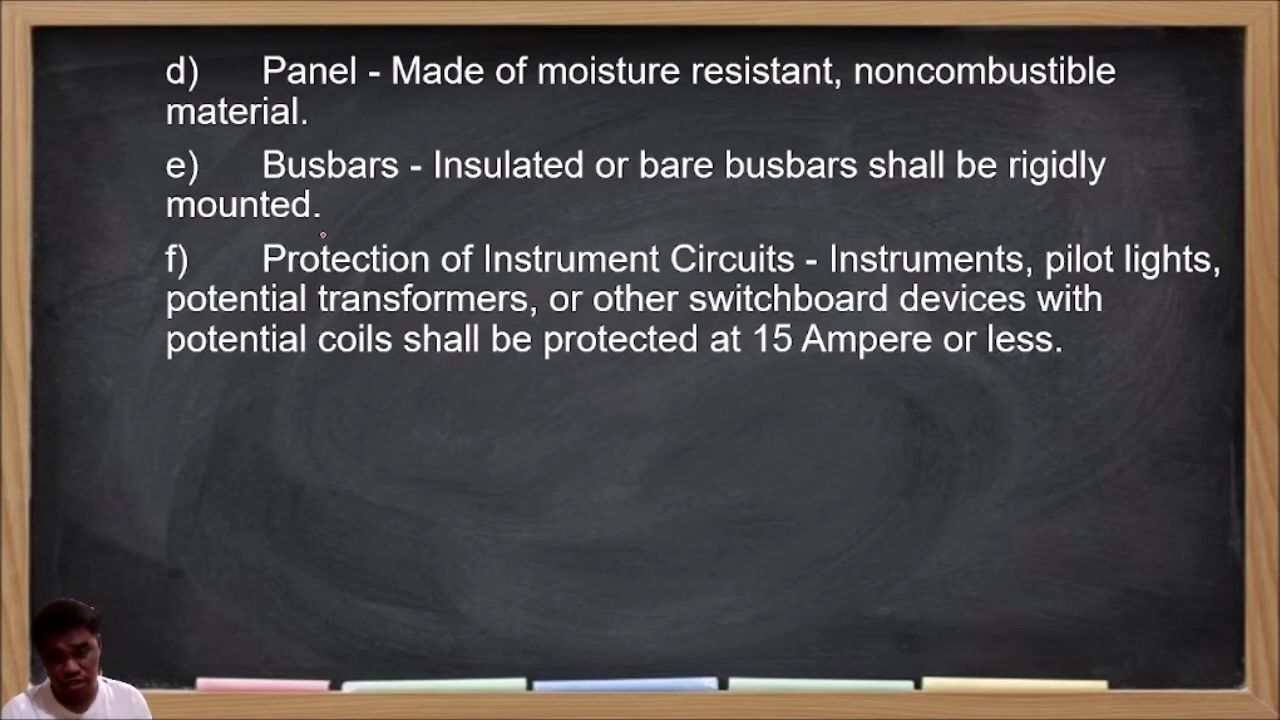 d) Panel - Made of moisture resistant, noncombustible
material.
e) Busbars - Insulated or bare busbars shall be rigidly
mounted.
f) Protection of Instrument Circuits - Instruments, pilot lights,
potential transformers, or other switchboard devices with
potential coils shall be protected at 15 Ampere or less.